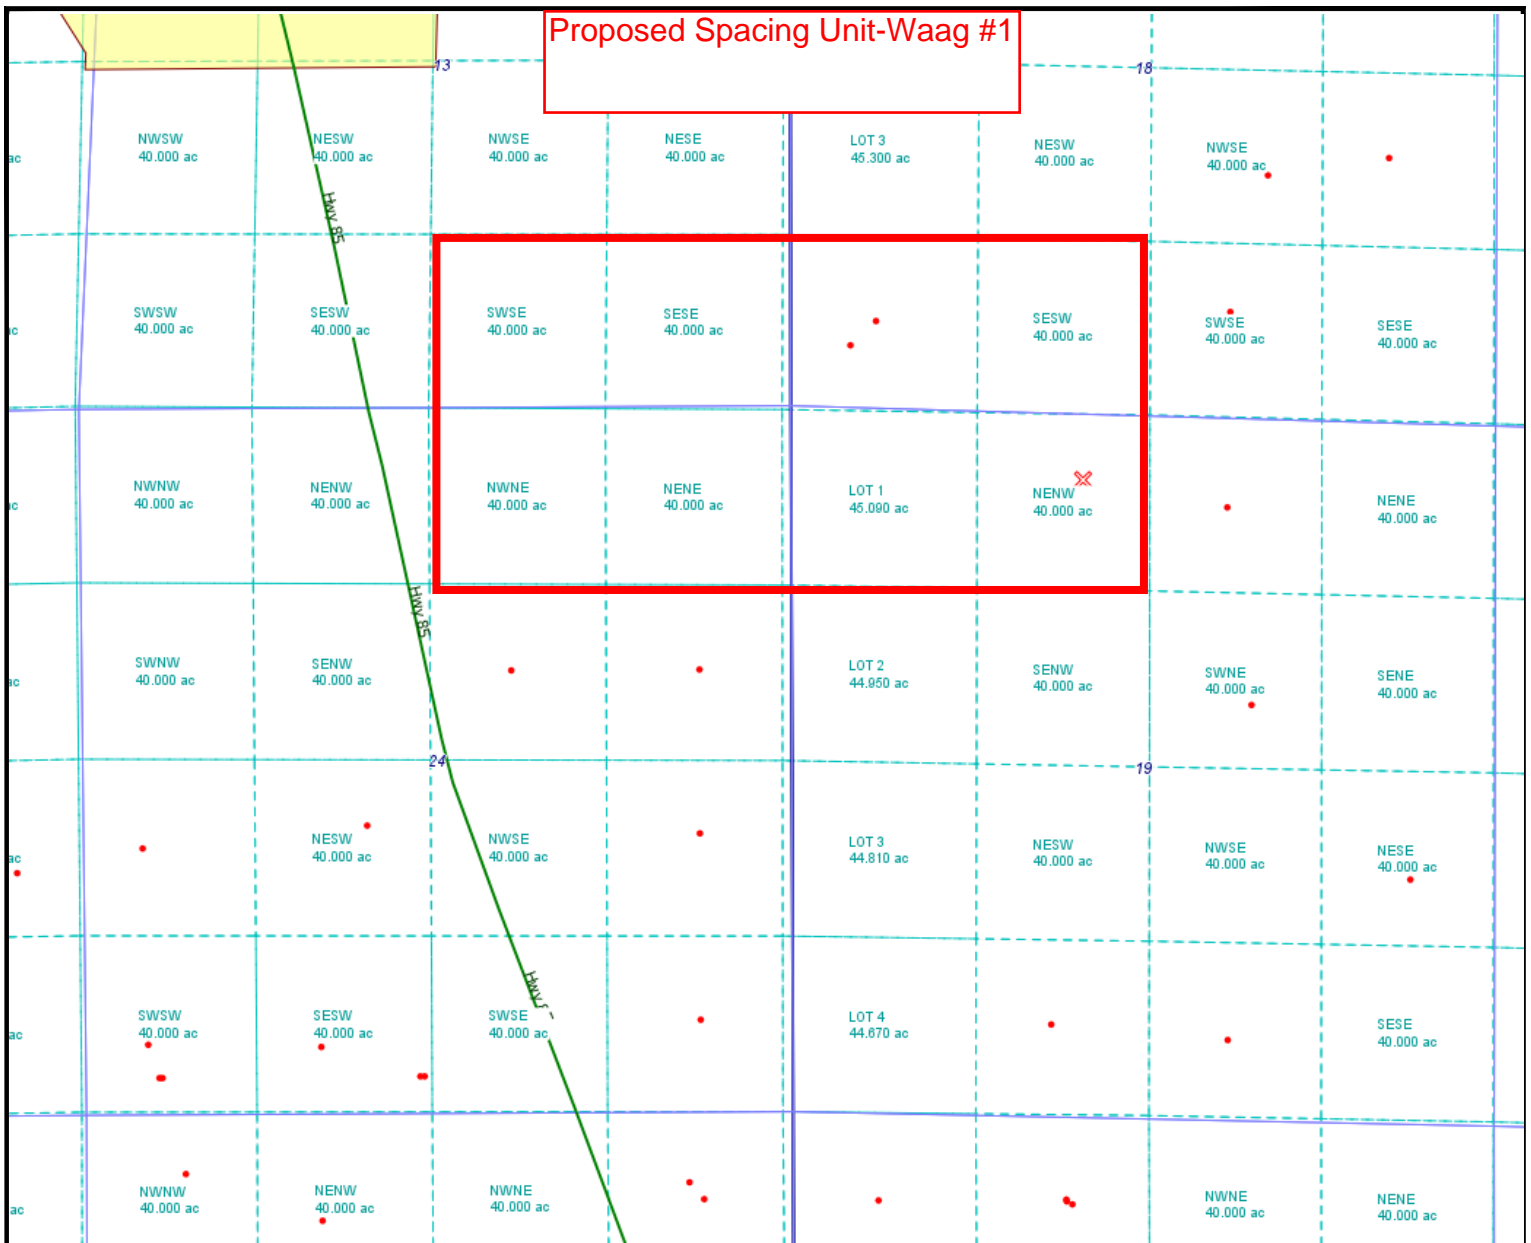 Proposed Spacing Unit-Waag #1
13
18
NWSW
40.000 ac
NESW
40.000 ac
NWSE
40.000 ac
NESE
40.000 ac
LOT 3
45.300 ac
NESW
40.000 ac
NWSE
40.000 ac
ac
Hwy 85
SWSW
40.000 ac
SESW
40.000 ac
SWSE
40.000 ac
SESE
40.000 ac
SESW
40.000 ac
SWSE
40.000 ac
SESE
40.000 ac
NWNW
40.000 ac
NENW
40.000 ac
NWNE
40.000 ac
NENE
40.000 ac
LOT 1
45.090 ac
NENW
40.000 ac
NENE
40.000 ac
Hwy 85
SWNW
40.000 ac
SENW
40.000 ac
LOT 2
44.950 ac
SENW
40.000 ac
SWNE
40.000 ac
SENE
40.000 ac
24
19
ac
NESW
40.000 ac
NWSE
40.000 ac
LOT 3
44.810 ac
NESW
40.000 ac
NWSE
40.000 ac
NESE
40.000 ac
Hwy
ac
SWSW
40.000 ac
SESW
40.000 ac
SWSE
40.000 ac
LOT 4
44.670 ac
SESE
40.000 ac
ac
NWNW
40.000 ac
NENW
40.000 ac
NWNE
40.000 ac
NWNE
40.000 ac
NENE
40.000 ac